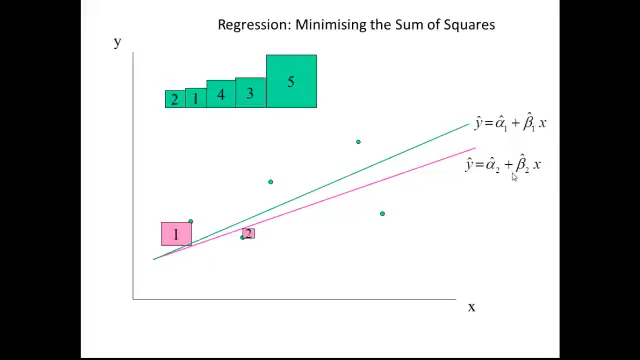 Regression: Minimising the Sum of Squares
y
2 1 4 3 5
ŷ = α̂₁ + β̂₁ x
ŷ = α̂₂ + β̂₂ x
1
2
x